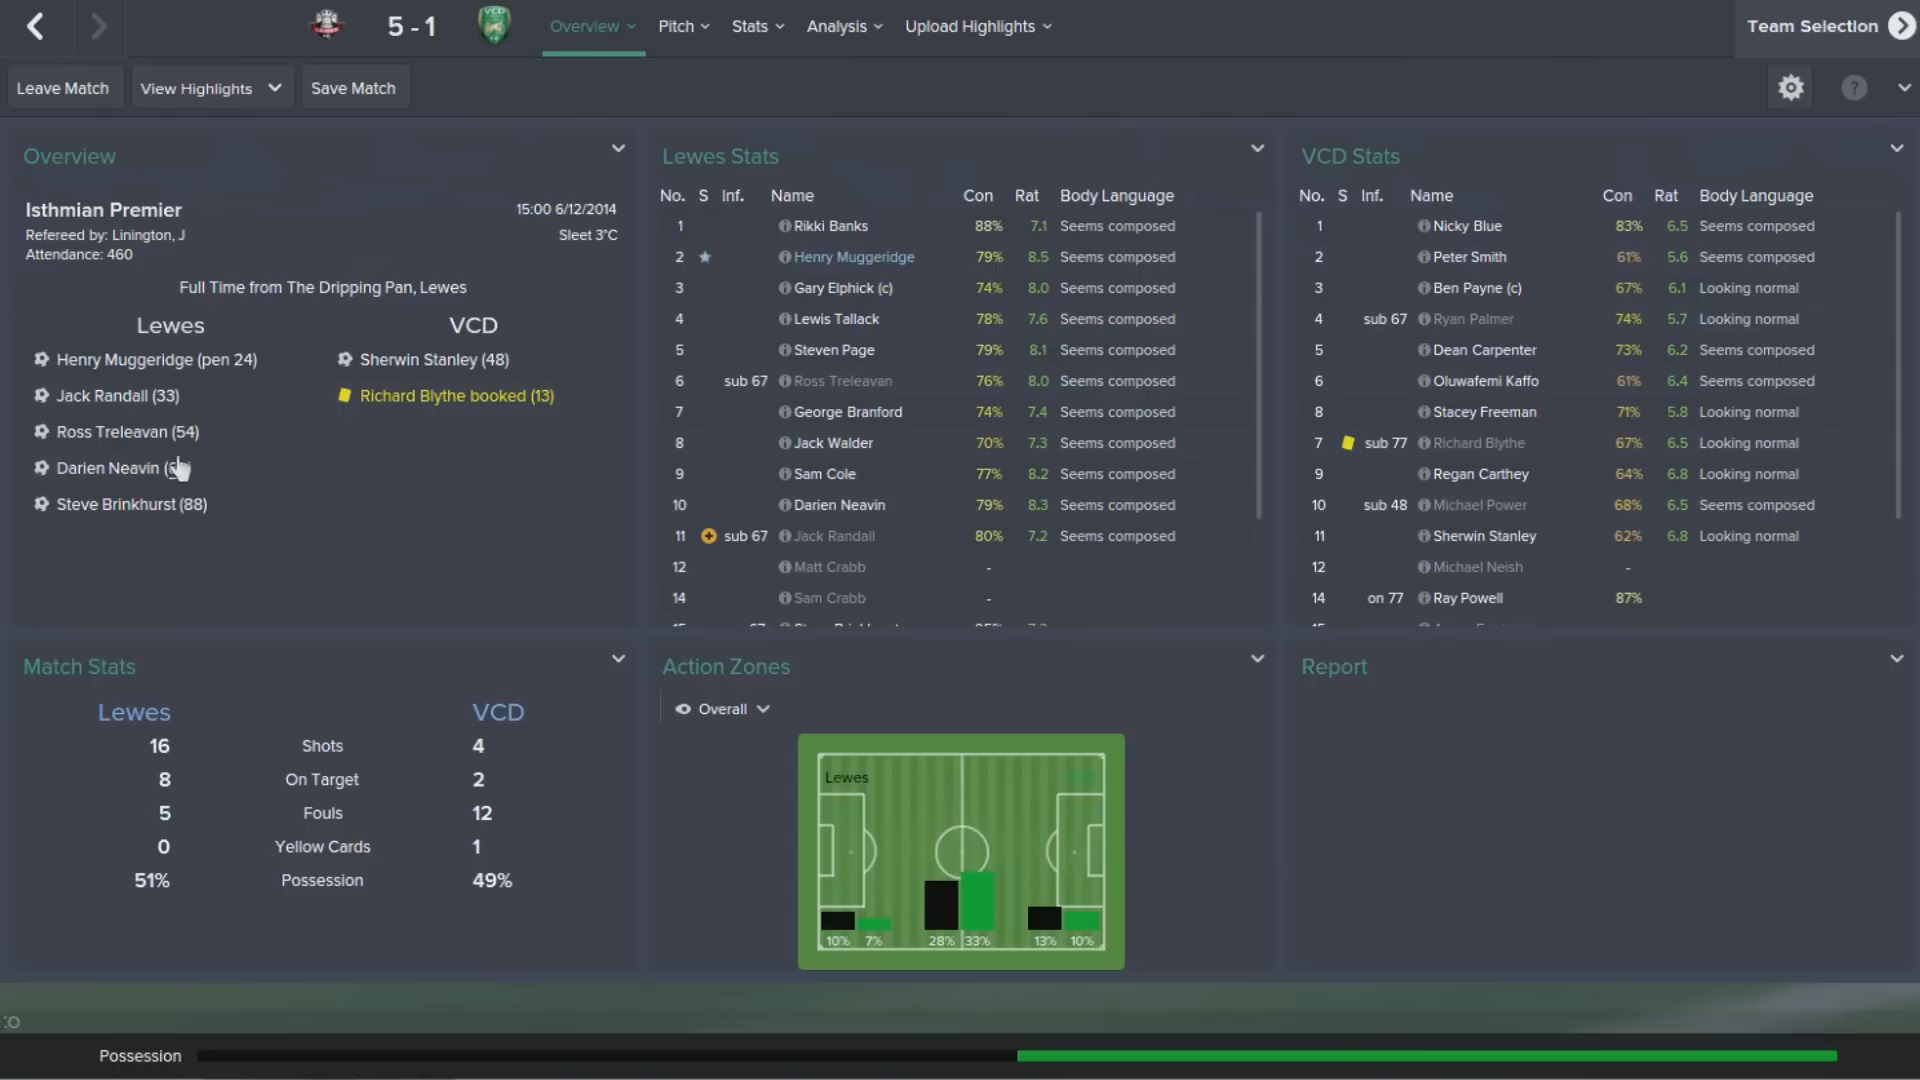 5 - 1
Overview
Pitch
Stats
Analysis
Upload Highlights
Team Selection
Leave Match
View Highlights
Save Match
?
Overview
Isthmian Premier
15:00 6/12/2014
Refereed by: Linington, J
Sleet 3°C
Attendance: 460
Full Time from The Dripping Pan, Lewes
Lewes VCD
Henry Muggeridge (pen 24) Sherwin Stanley (48)
Jack Randall (33) Richard Blythe booked (13)
Ross Treleavan (54)
Darien Neavin
Steve Brinkhurst (88)
Lewes Stats
No. S Inf. Name Con Rat Body Language
1 Rikki Banks 88% 7.1 Seems composed
2 Henry Muggeridge 79% 8.5 Seems composed
3 Gary Elphick (c) 74% 8.0 Seems composed
4 Lewis Tallack 78% 7.6 Seems composed
5 Steven Page 79% 8.1 Seems composed
6 sub 67 Ross Treleavan 76% 8.0 Seems composed
7 George Branford 74% 7.4 Seems composed
8 Jack Walder 70% 7.3 Seems composed
9 Sam Cole 77% 8.2 Seems composed
10 Darien Neavin 79% 8.3 Seems composed
11 sub 67 Jack Randall 80% 7.2 Seems composed
12 Matt Crabb -
14 Sam Crabb -
VCD Stats
No. S Inf. Name Con Rat Body Language
1 Nicky Blue 83% 6.5 Seems composed
2 Peter Smith 61% 5.6 Seems composed
3 Ben Payne (c) 67% 6.1 Looking normal
4 sub 67 Ryan Palmer 74% 5.7 Looking normal
5 Dean Carpenter 73% 6.2 Seems composed
6 Oluwafemi Kaffo 61% 6.4 Seems composed
8 Stacey Freeman 71% 5.8 Looking normal
7 sub 77 Richard Blythe 67% 6.5 Looking normal
9 Regan Carthey 64% 6.8 Looking normal
10 sub 48 Michael Power 68% 6.5 Seems composed
11 Sherwin Stanley 62% 6.8 Looking normal
12 Michael Neish -
14 on 77 Ray Powell 87%
Match Stats
Lewes VCD
16 Shots 4
8 On Target 2
5 Fouls 12
0 Yellow Cards 1
51% Possession 49%
Action Zones
Overall
Lewes
10% 7% 28% 33% 13% 10%
Report
Possession